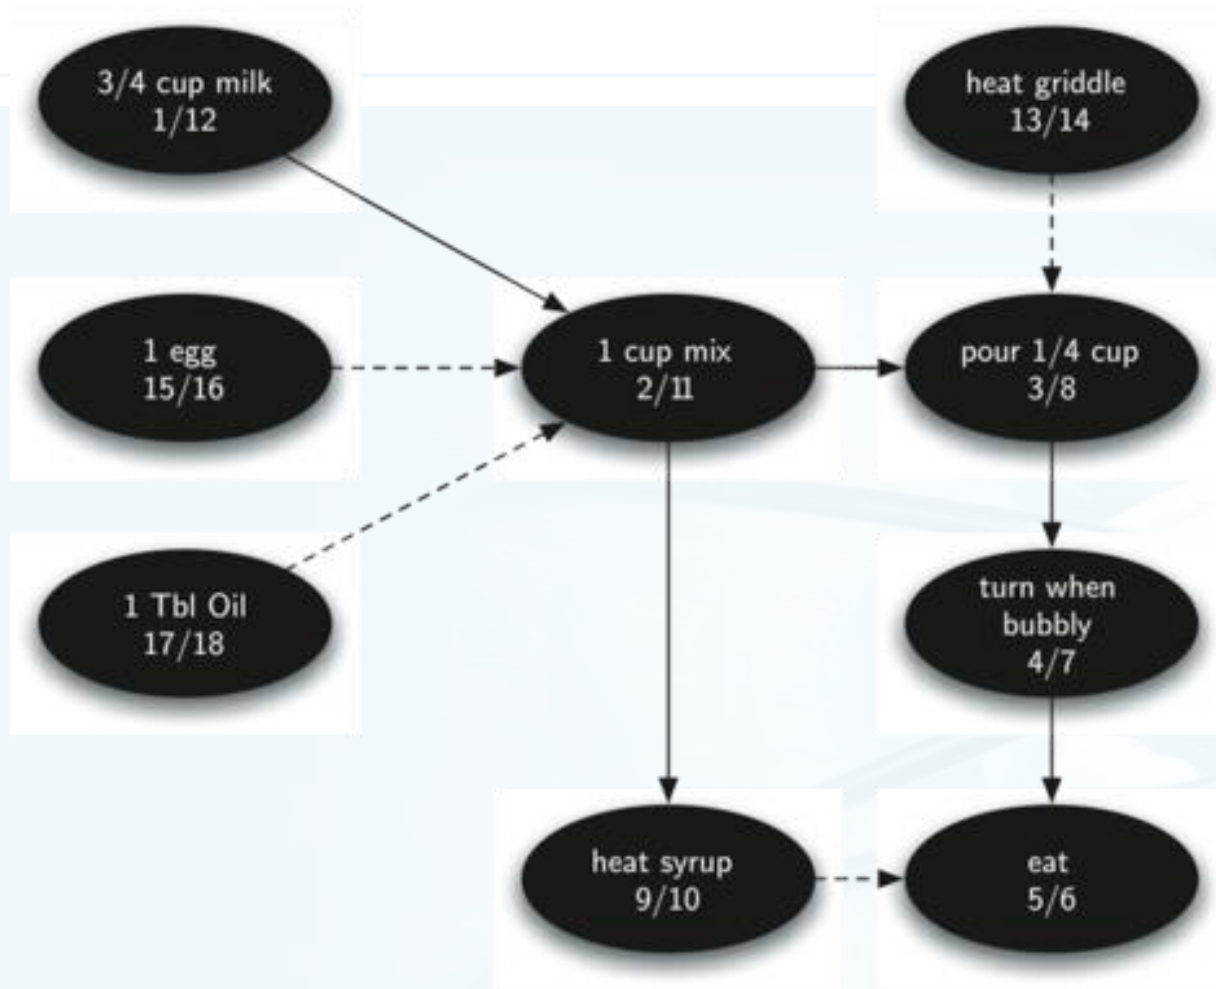 3/4 cup milk
1/12
heat griddle
13/14
1 egg
15/16
1 cup mix
2/11
pour 1/4 cup
3/8
1 Tbl Oil
17/18
turn when
bubbly
4/7
heat syrup
9/10
eat
5/6